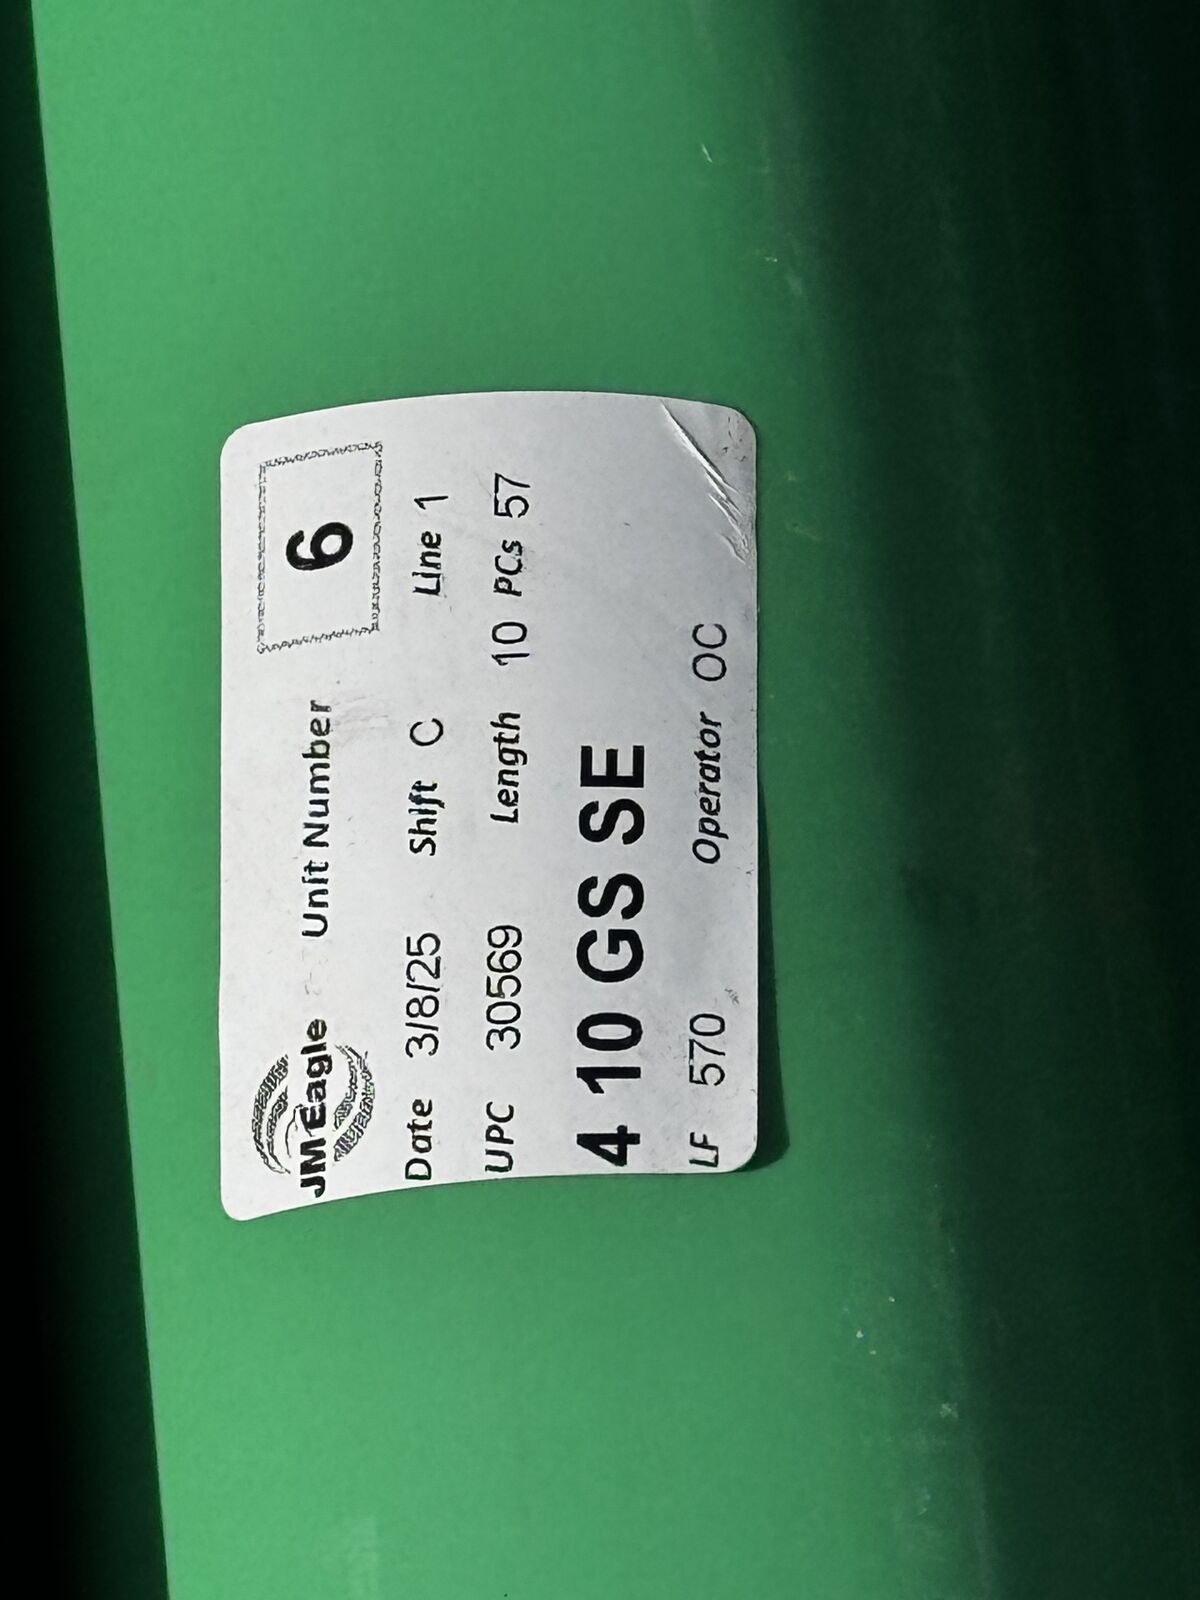 JM Eagle Unit Number 6
Date 3/8/25 Shift C Line 1
UPC 30569 Length 10 PCs 57
4 10 GS SE
LF 570 Operator OC